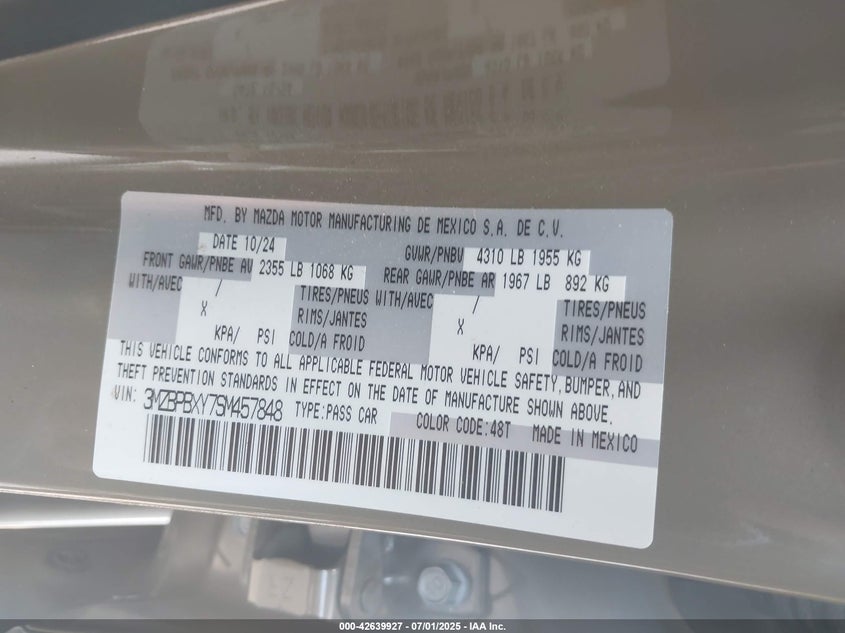 MFD. BY MAZDA MOTOR MANUFACTURING DE MEXICO S.A. DE C.V.
DATE 10/24 GVWR/PNBV 4310 LB 1955 KG
FRONT GAWR/PNBE AV 2355 LB 1068 KG REAR GAWR/PNBE AR 1967 LB 892 KG
WITH/AVEC / TIRES/PNEUS WITH/AVEC / TIRES/PNEUS
X RIMS/JANTES X RIMS/JANTES
KPA/ PSI COLD/A FROID KPA/ PSI COLD/A FROID
THIS VEHICLE CONFORMS TO ALL APPLICABLE FEDERAL MOTOR VEHICLE SAFETY, BUMPER, AND
THEFT PREVENTION STANDARDS IN EFFECT ON THE DATE OF MANUFACTURE SHOWN ABOVE.
VIN: 3MZBPBXY7SM457848 TYPE:PASS CAR COLOR CODE:48T MADE IN MEXICO
000-42639927 - 07/01/2025 - IAA Inc.